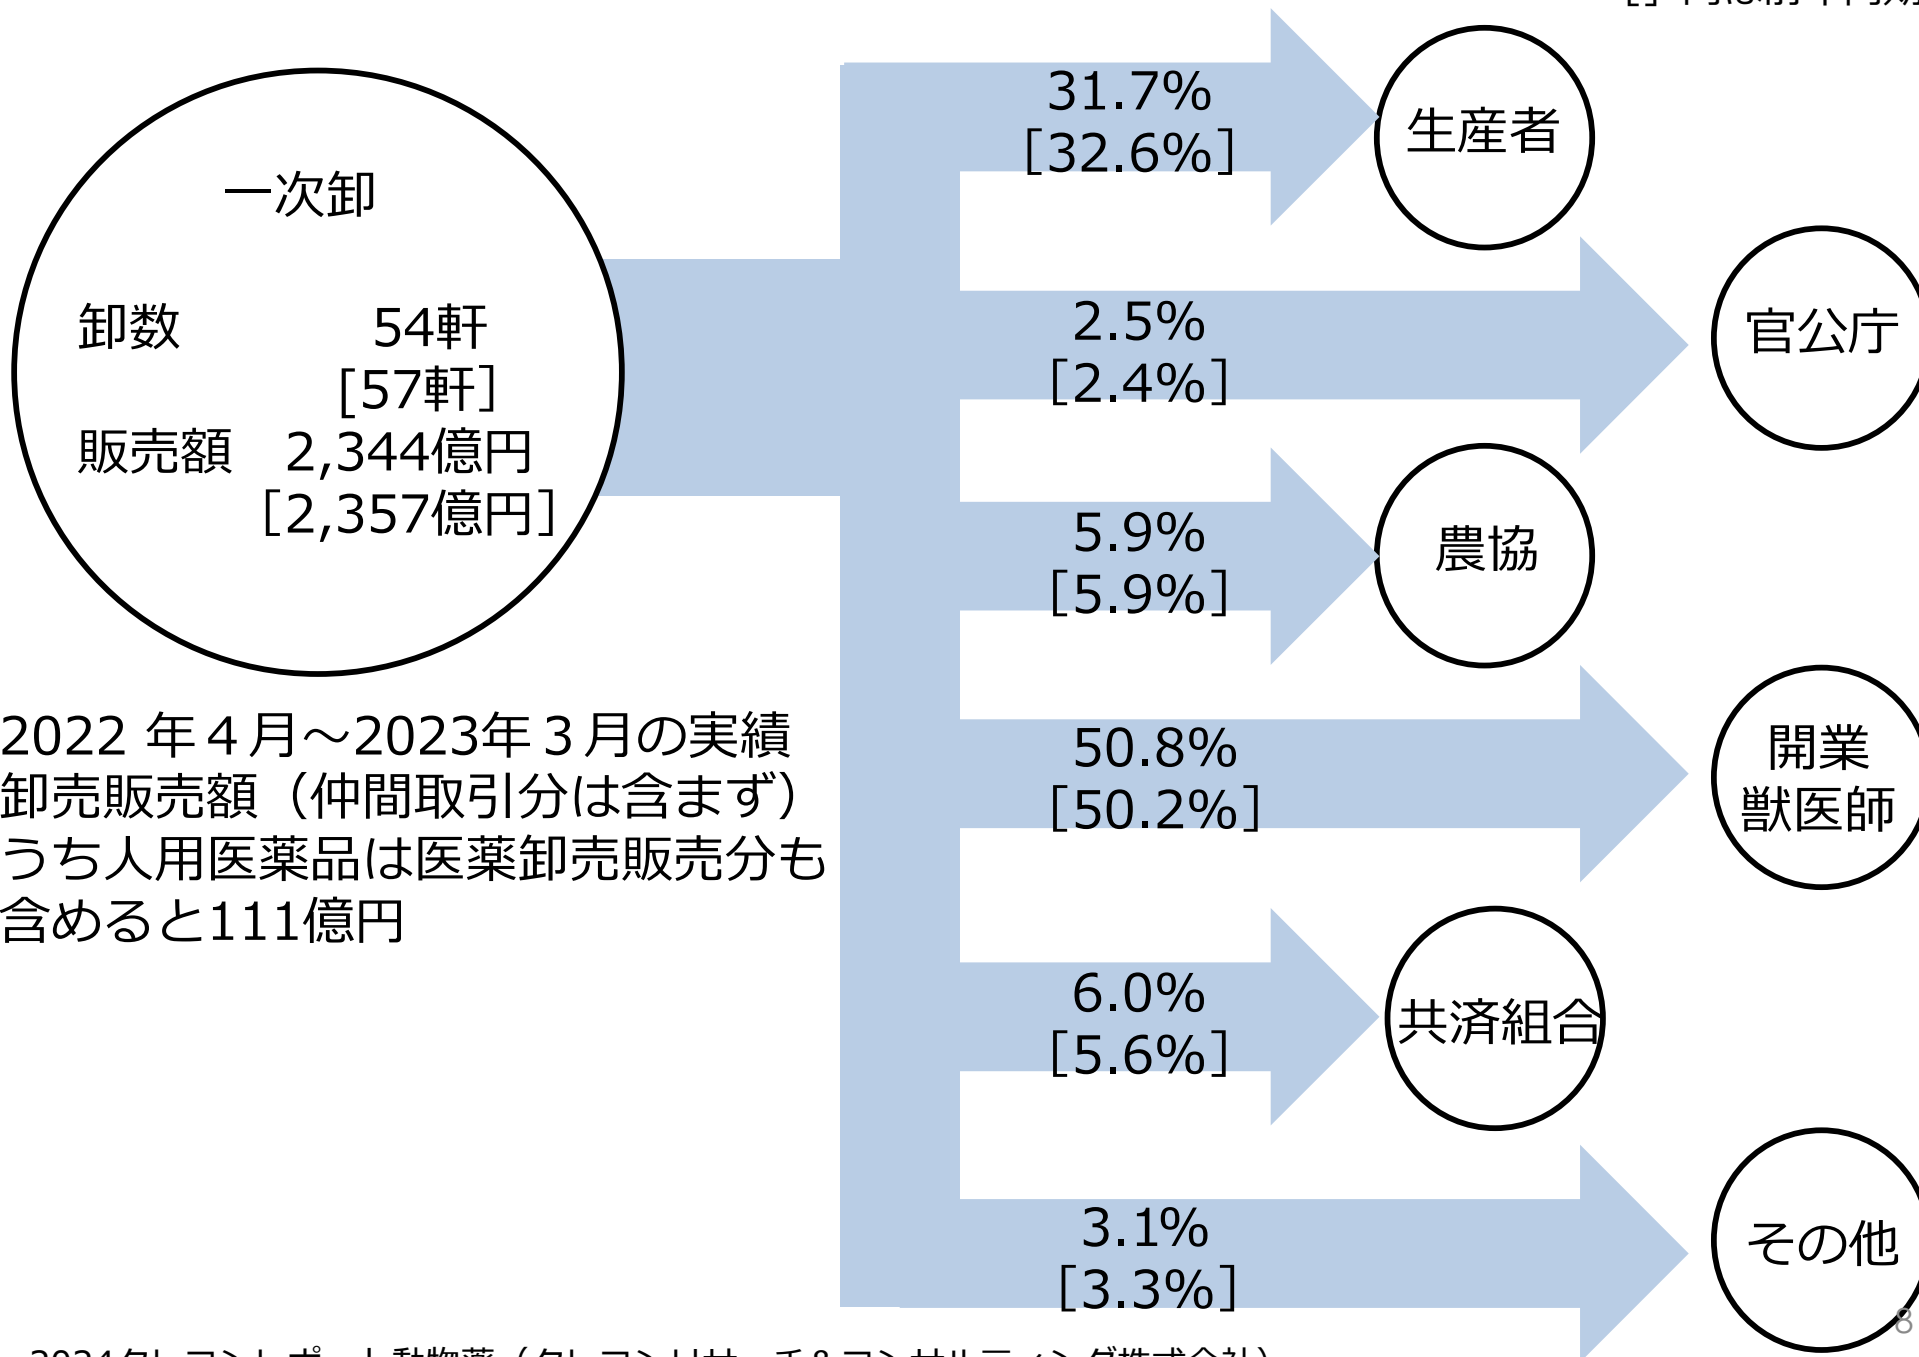 一次卸
卸数 54軒
[57軒]
販売額 2,344億円
[2,357億円]
2022 年４月～2023年３月の実績
卸売販売額（仲間取引分は含まず）
うち人用医薬品は医薬卸売販売分も
含めると111億円
31.7%
[32.6%]
生産者
2.5%
[2.4%]
官公庁
5.9%
[5.9%]
農協
50.8%
[50.2%]
開業
獣医師
6.0%
[5.6%]
共済組合
3.1%
[3.3%]
その他
8